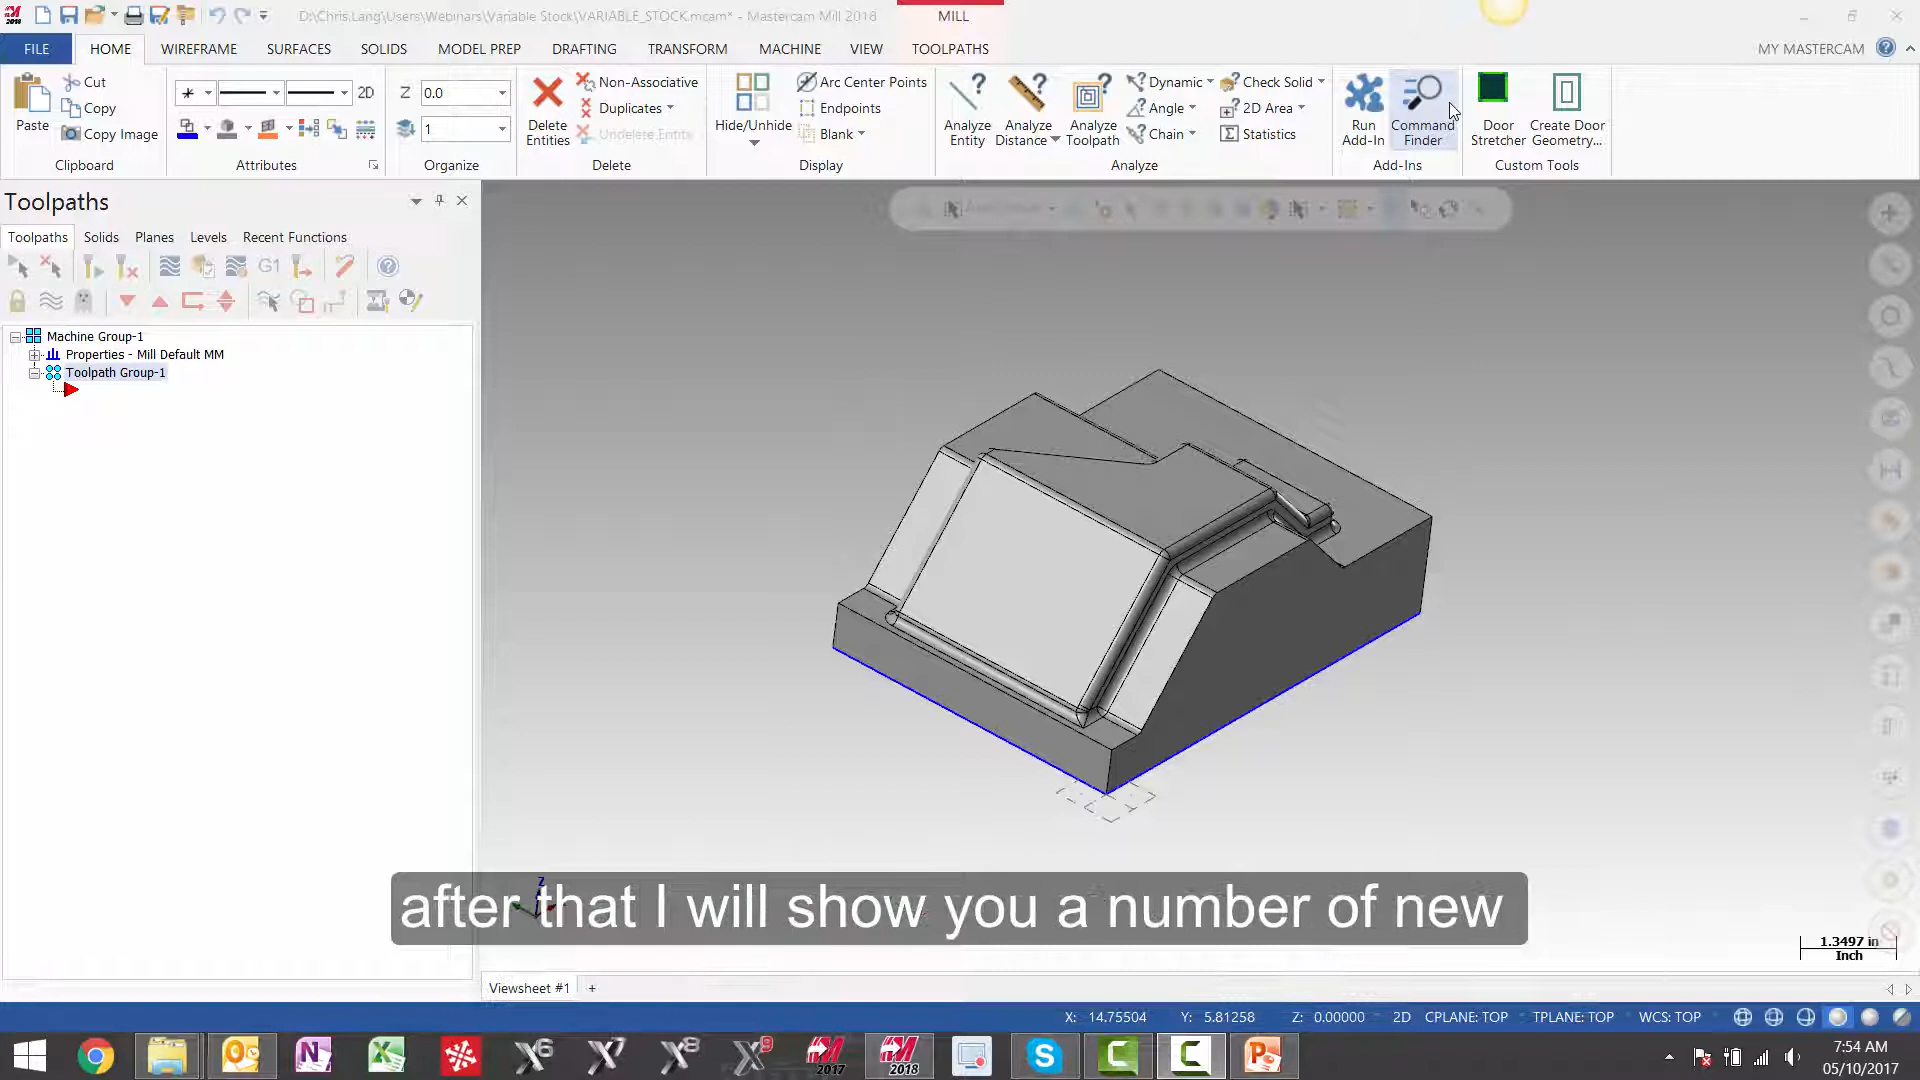 D:\Chris.Lang\Users\Webinars\Variable Stock\VARIABLE_STOCK.mcam* - Mastercam Mill 2018
MILL
FILE HOME WIREFRAME SURFACES SOLIDS MODEL PREP DRAFTING TRANSFORM MACHINE VIEW TOOLPATHS MY MASTERCAM
Paste
Cut
Copy
Copy Image
Clipboard
2D
Attributes
Z 0.0
1
Organize
Delete Entities
Non-Associative
Duplicates
Undelete Entity
Delete
Hide/Unhide
Arc Center Points
Endpoints
Blank
Display
Analyze Entity
Analyze Distance
Analyze Toolpath
Dynamic
Angle
Chain
Check Solid
2D Area
Statistics
Analyze
Run Add-In
Command Finder
Add-Ins
Door Stretcher
Create Door Geometry...
Custom Tools
Toolpaths
Toolpaths Solids Planes Levels Recent Functions
G1
Machine Group-1
Properties - Mill Default MM
Toolpath Group-1
Z
after that I will show you a number of new
1.3497 in
Inch
Viewsheet #1 +
X: 14.75504 Y: 5.81258 Z: 0.00000 2D CPLANE: TOP TPLANE: TOP WCS: TOP
X6 X7 X8 X9 2017 2018
7:54 AM
05/10/2017